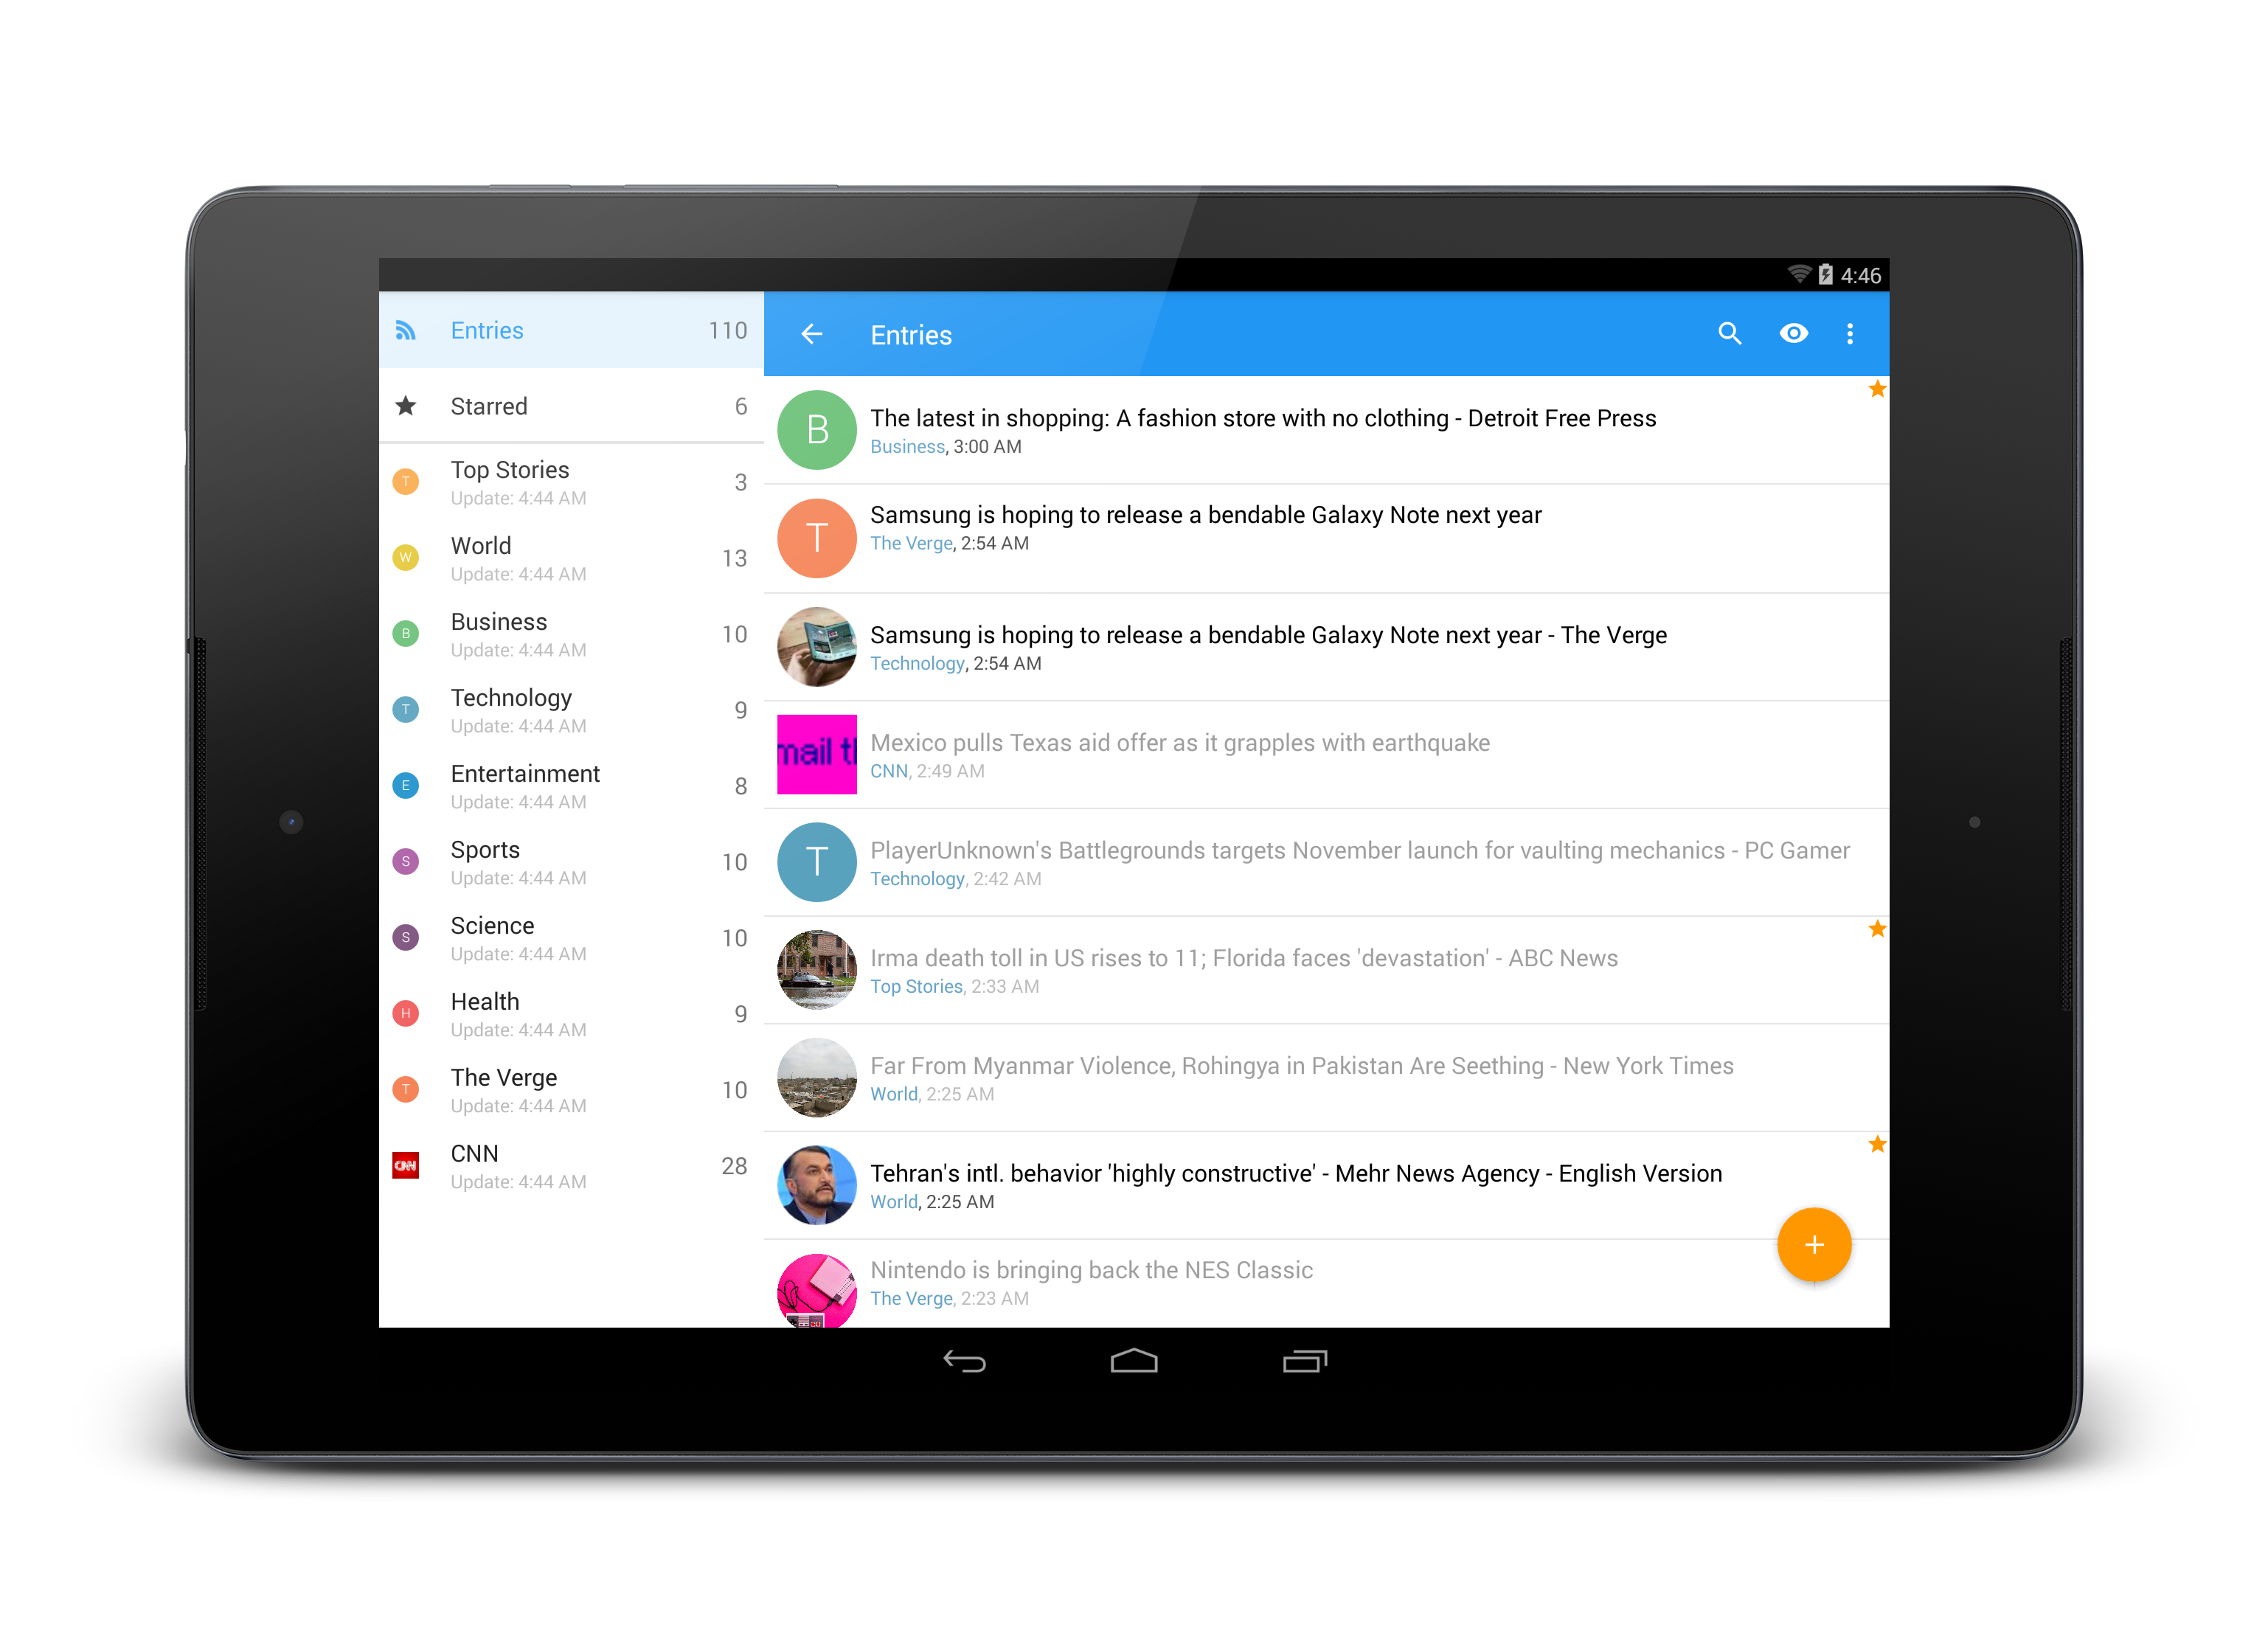 4:46
Entries 110
Starred 6
T Top Stories 3
Update: 4:44 AM
W World 13
Update: 4:44 AM
B Business 10
Update: 4:44 AM
T Technology 9
Update: 4:44 AM
E Entertainment 8
Update: 4:44 AM
S Sports 10
Update: 4:44 AM
S Science 10
Update: 4:44 AM
H Health 9
Update: 4:44 AM
T The Verge 10
Update: 4:44 AM
CNN CNN 28
Update: 4:44 AM
Entries
B The latest in shopping: A fashion store with no clothing - Detroit Free Press
Business, 3:00 AM
T Samsung is hoping to release a bendable Galaxy Note next year
The Verge, 2:54 AM
Samsung is hoping to release a bendable Galaxy Note next year - The Verge
Technology, 2:54 AM
mail t Mexico pulls Texas aid offer as it grapples with earthquake
CNN, 2:49 AM
T PlayerUnknown's Battlegrounds targets November launch for vaulting mechanics - PC Gamer
Technology, 2:42 AM
Irma death toll in US rises to 11; Florida faces 'devastation' - ABC News
Top Stories, 2:33 AM
Far From Myanmar Violence, Rohingya in Pakistan Are Seething - New York Times
World, 2:25 AM
Tehran's intl. behavior 'highly constructive' - Mehr News Agency - English Version
World, 2:25 AM
Nintendo is bringing back the NES Classic
The Verge, 2:23 AM